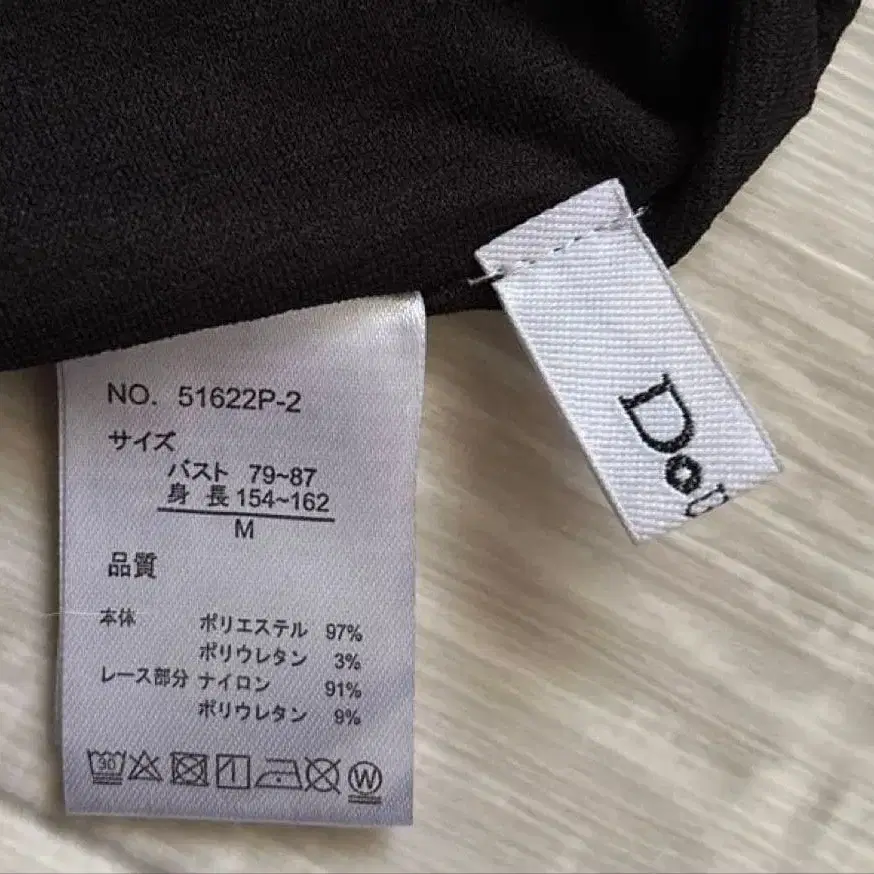 NO. 51622P-2
サイズ
バスト 79~87
身 長 154~162
M
品質
本体 ポリエステル 97%
ポリウレタン 3%
レース部分 ナイロン 91%
ポリウレタン 9%
30
W
Do